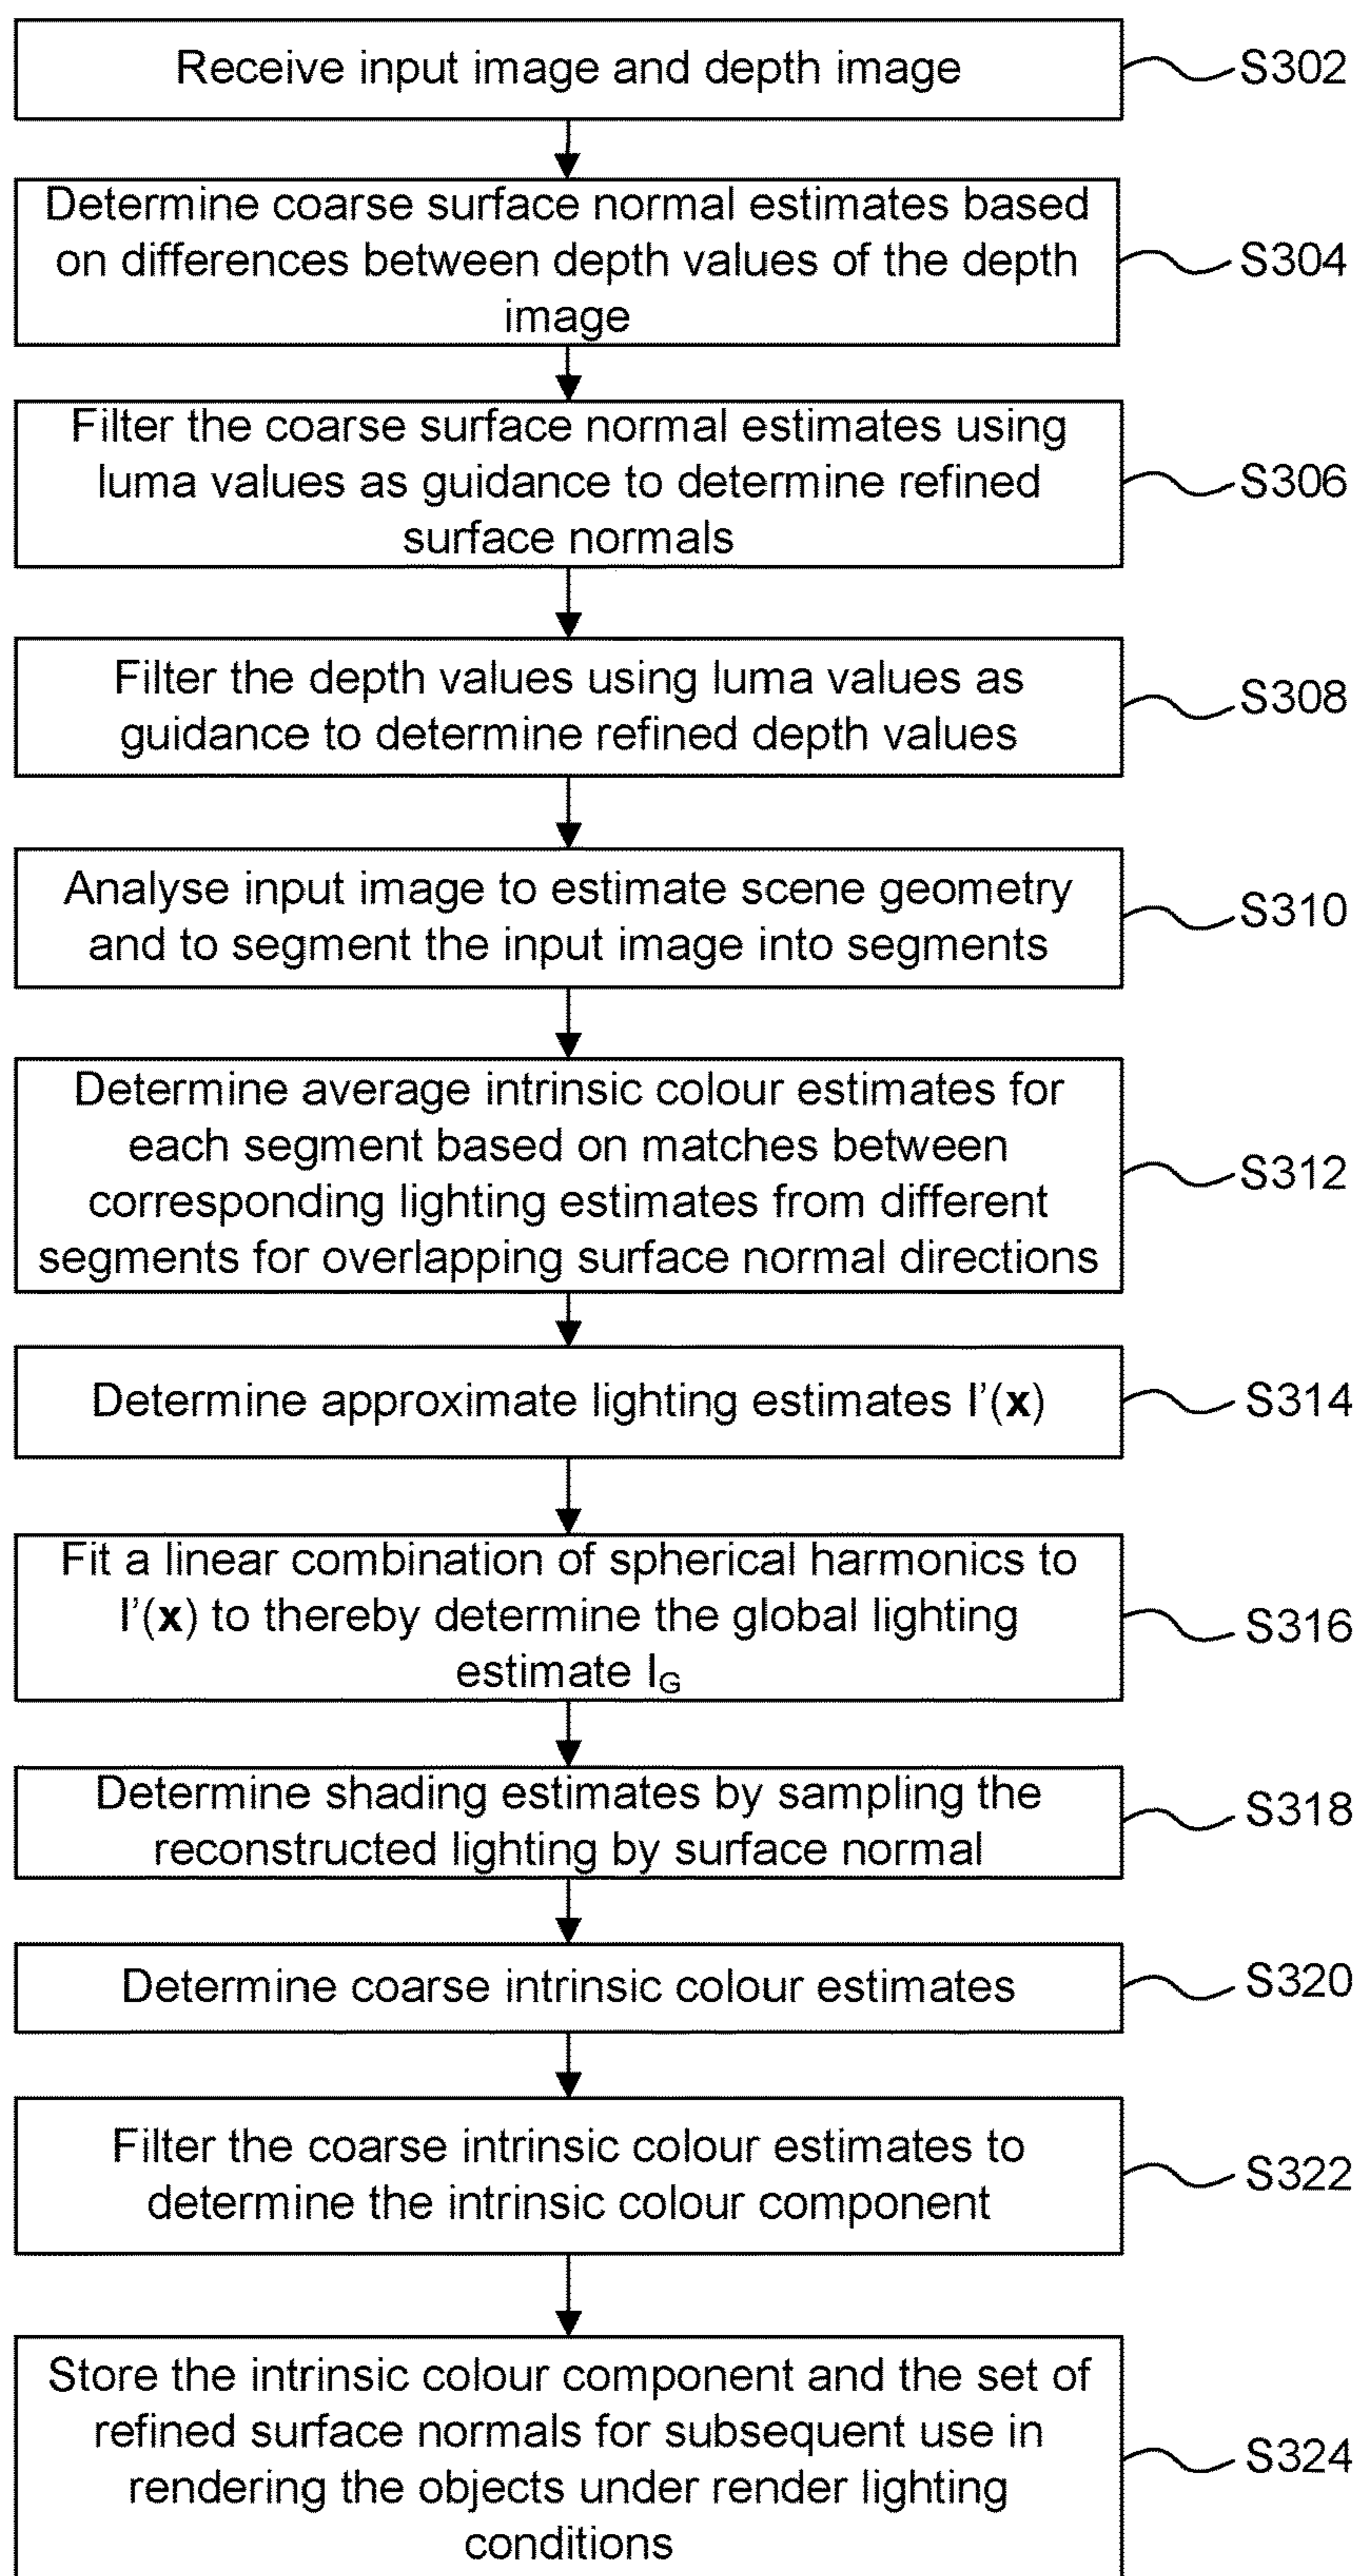 Receive input image and depth image
S302
Determine coarse surface normal estimates based
on differences between depth values of the depth
image
S304
Filter the coarse surface normal estimates using
luma values as guidance to determine refined
surface normals
S306
Filter the depth values using luma values as
guidance to determine refined depth values
S308
Analyse input image to estimate scene geometry
and to segment the input image into segments
S310
Determine average intrinsic colour estimates for
each segment based on matches between
corresponding lighting estimates from different
segments for overlapping surface normal directions
S312
Determine approximate lighting estimates I’(x)
S314
Fit a linear combination of spherical harmonics to
I’(x) to thereby determine the global lighting
estimate I_G
S316
Determine shading estimates by sampling the
reconstructed lighting by surface normal
S318
Determine coarse intrinsic colour estimates
S320
Filter the coarse intrinsic colour estimates to
determine the intrinsic colour component
S322
Store the intrinsic colour component and the set of
refined surface normals for subsequent use in
rendering the objects under render lighting
conditions
S324